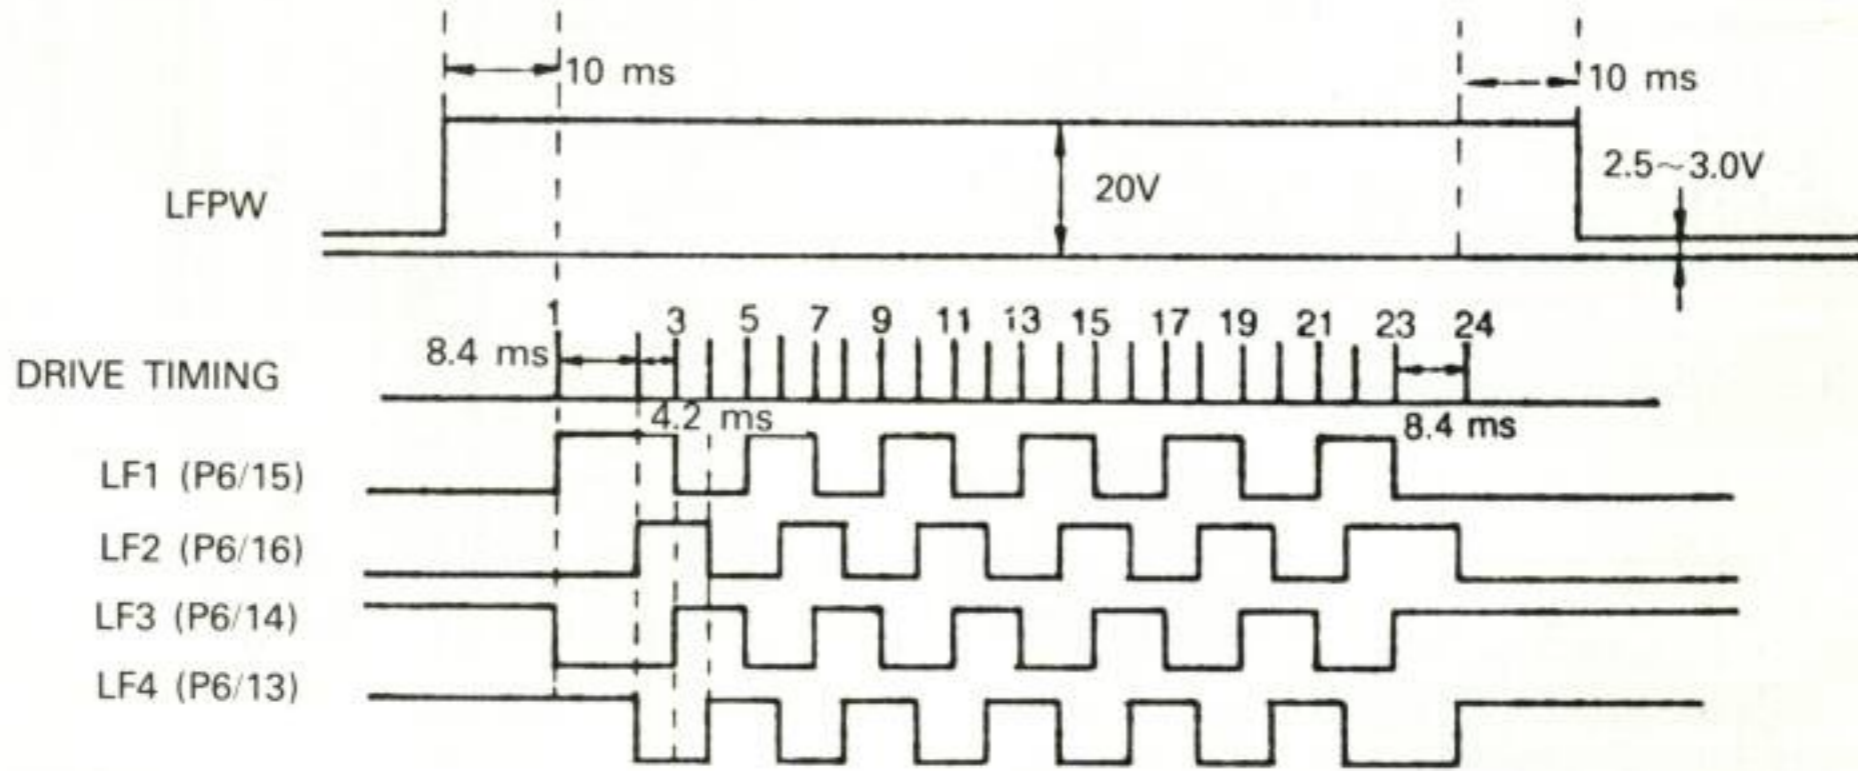 10 ms
10 ms
2.5~3.0V
20V
LFPW
1 3 5 7 9 11 13 15 17 19 21 23 24
8.4 ms
DRIVE TIMING
4.2 ms
8.4 ms
LF1 (P6/15)
LF2 (P6/16)
LF3 (P6/14)
LF4 (P6/13)